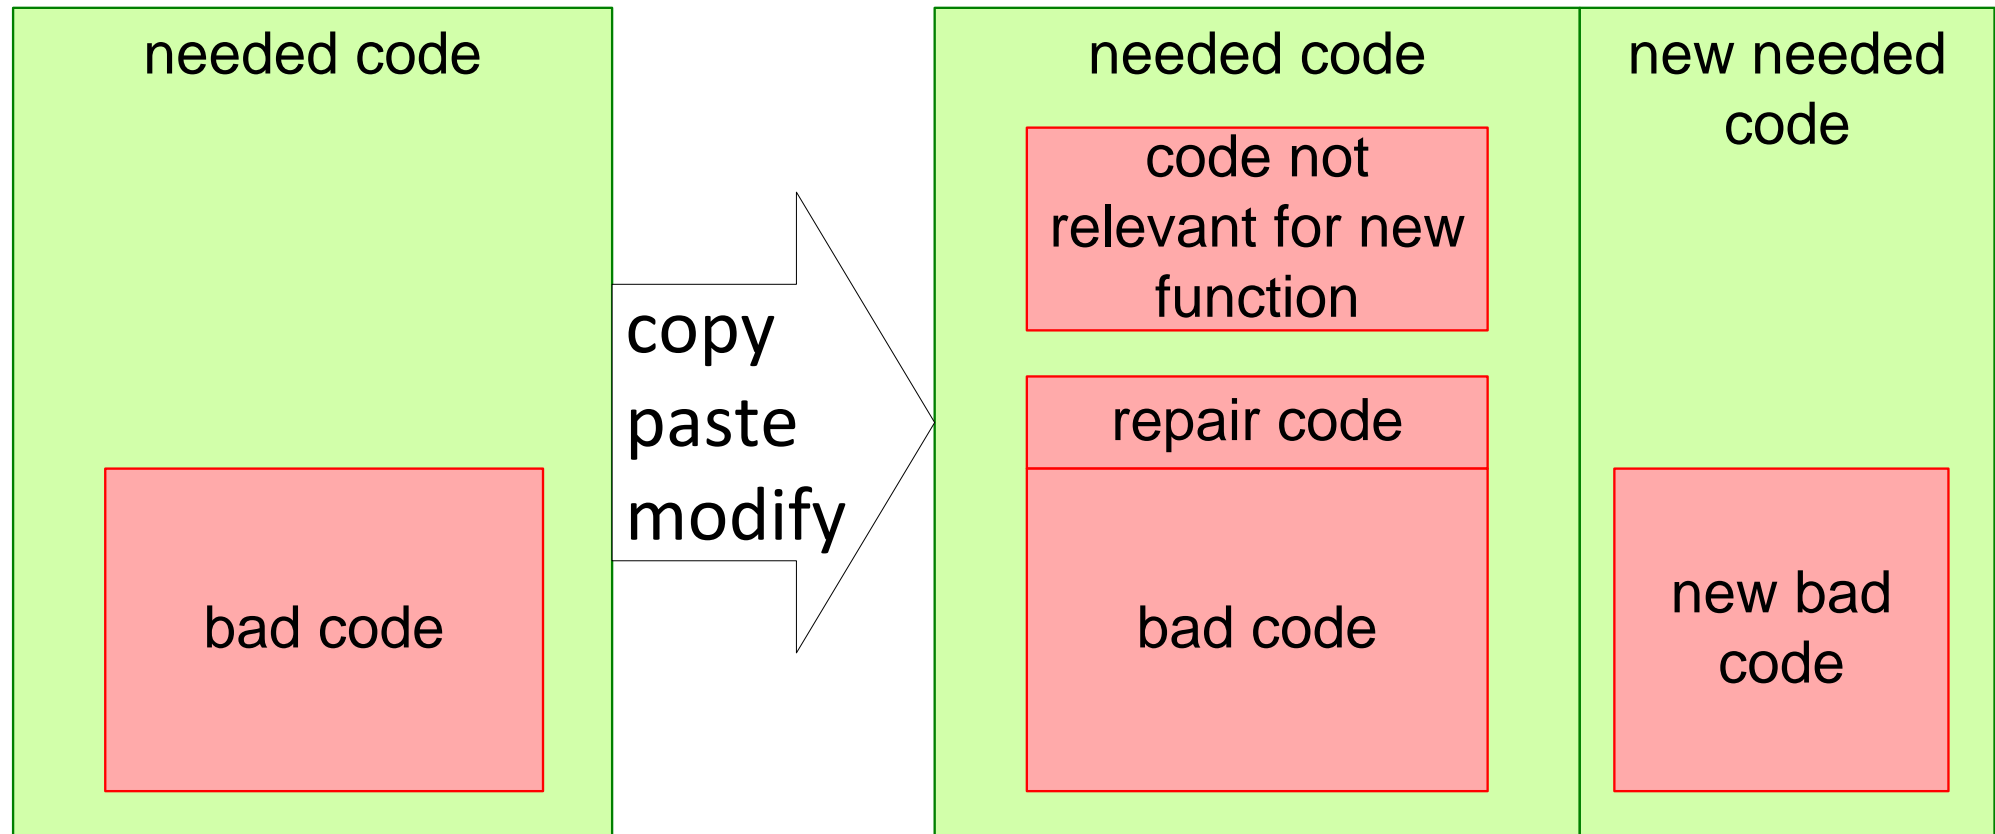 needed code
bad code
copy
paste
modify
needed code
code not
relevant for new
function
repair code
bad code
new needed
code
new bad
code